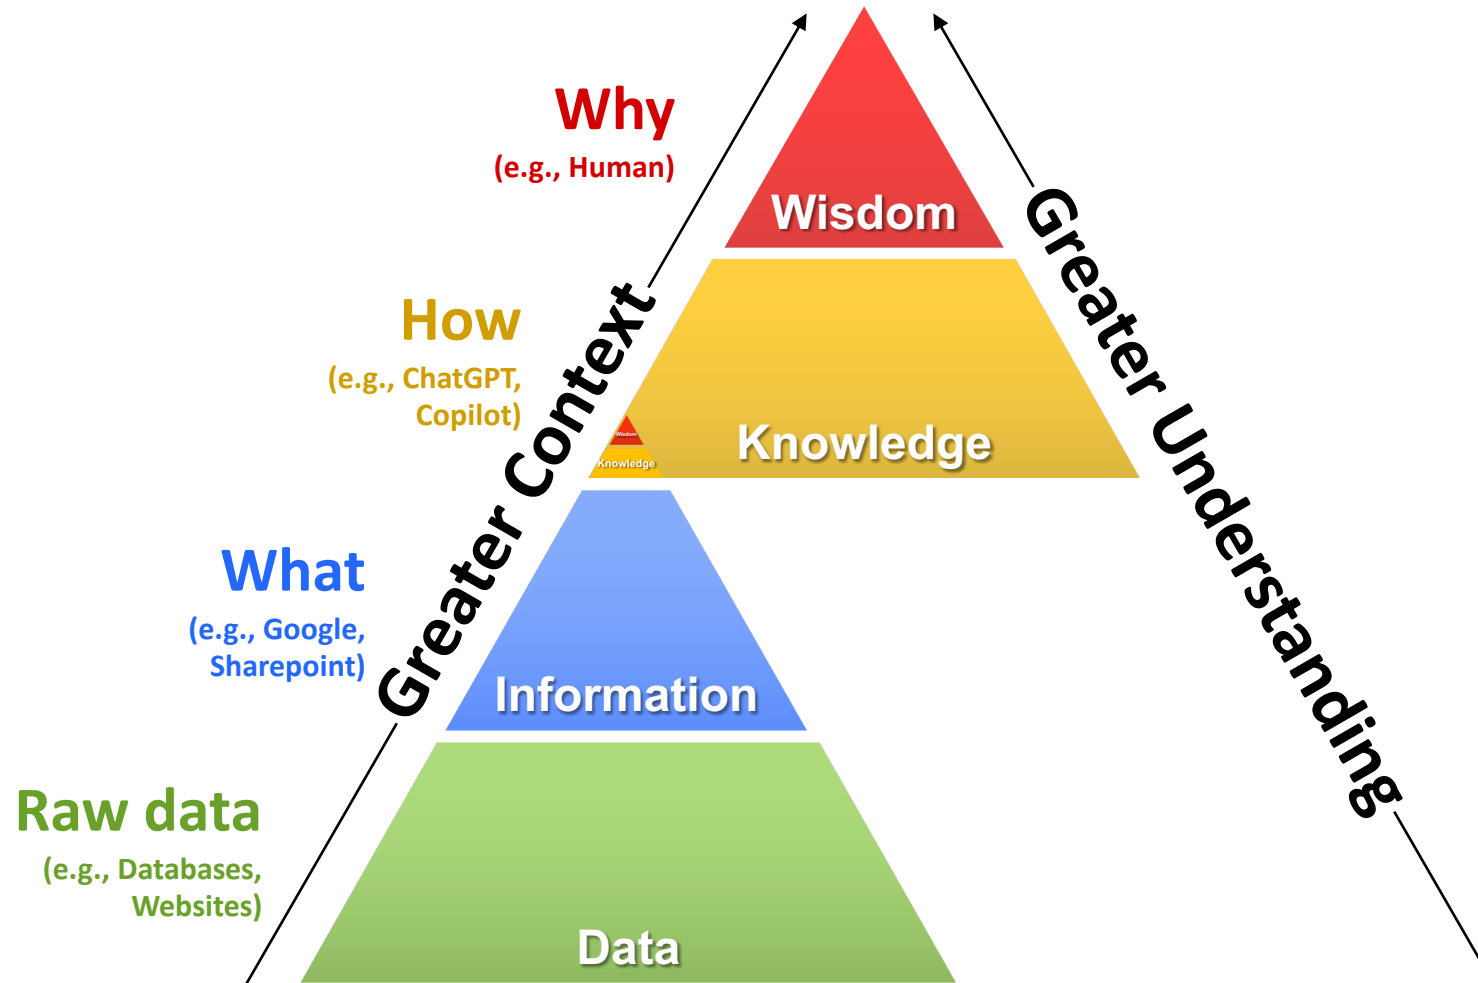 Why
(e.g., Human)
Wisdom
How
(e.g., ChatGPT,
Copilot)
Wisdom
Knowledge
Knowledge
What
(e.g., Google,
Sharepoint)
Information
Raw data
(e.g., Databases,
Websites)
Data
Greater Context
Greater Understanding